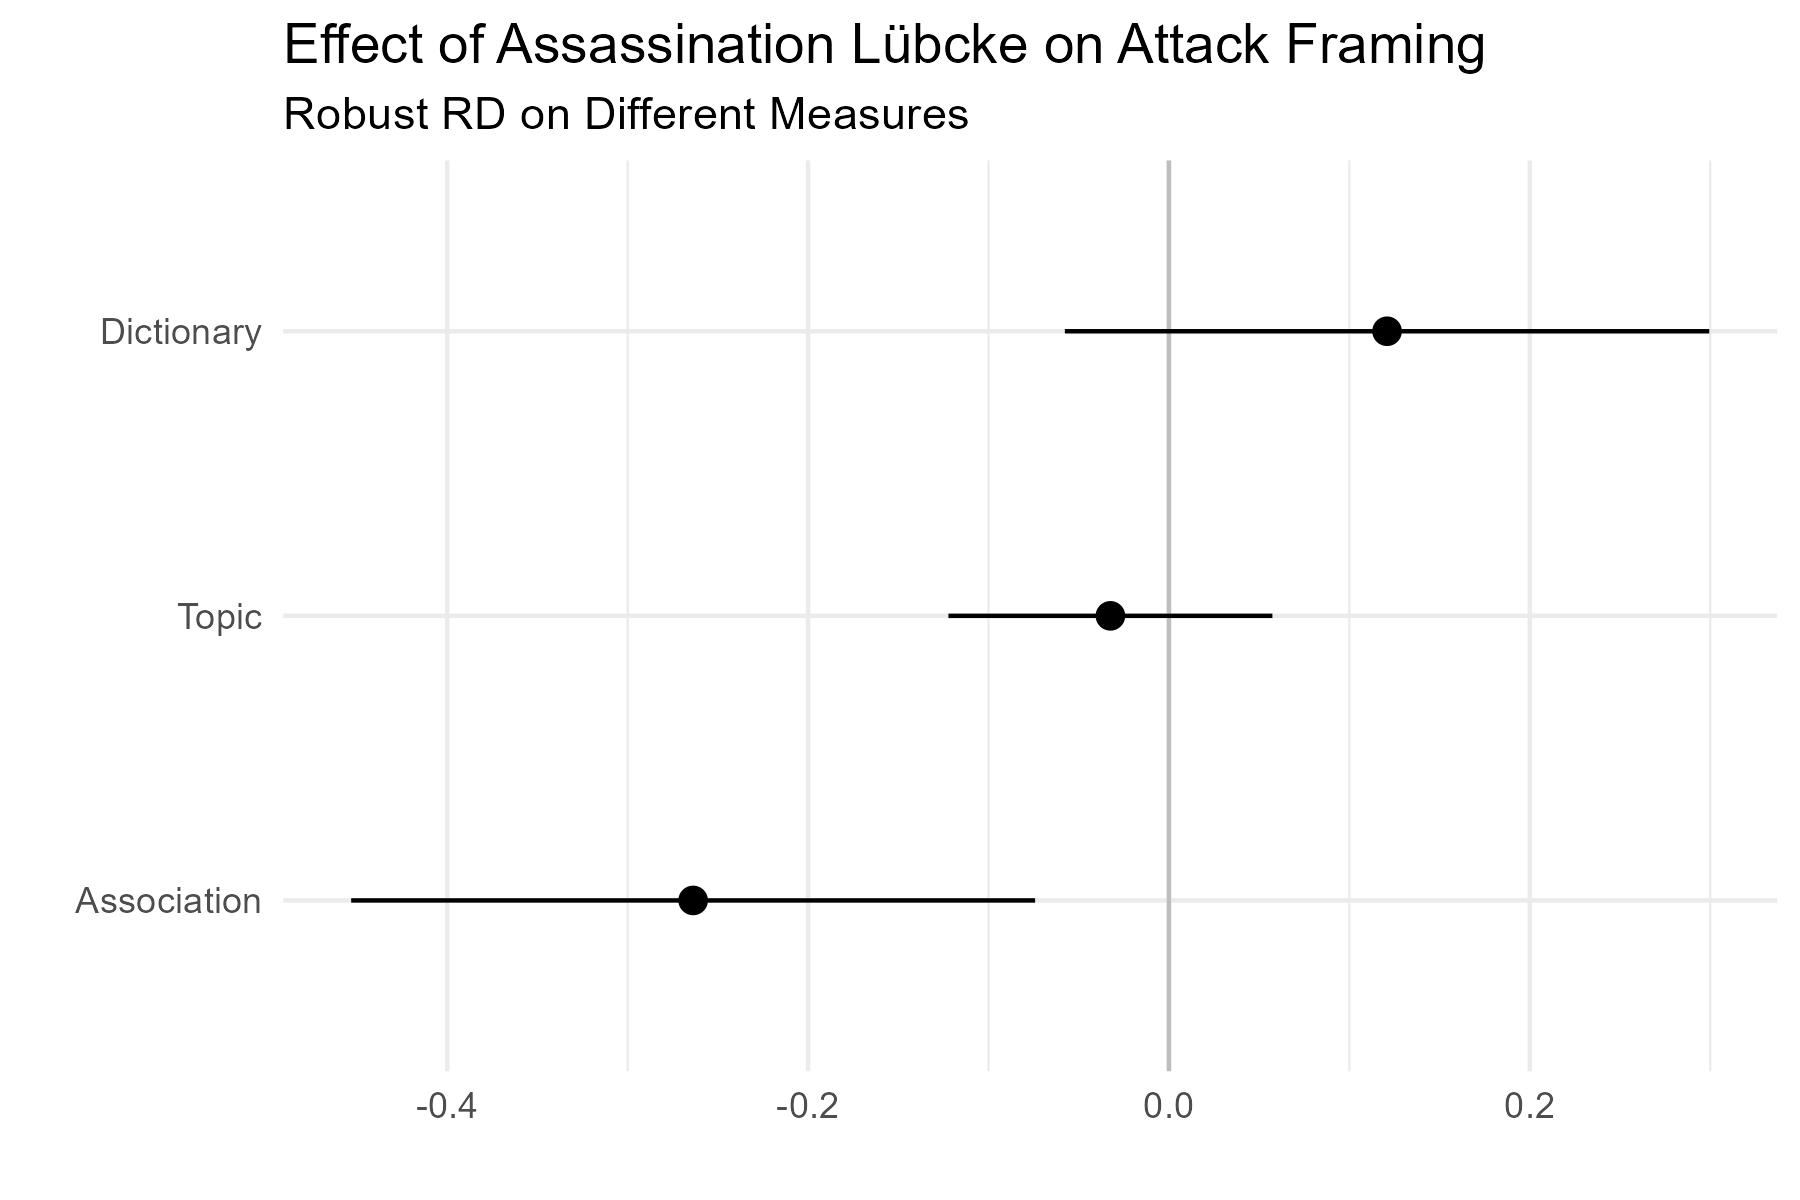 Effect of Assassination Lübcke on Attack Framing
Robust RD on Different Measures
Dictionary
Topic
Association
-0.4 -0.2 0.0 0.2